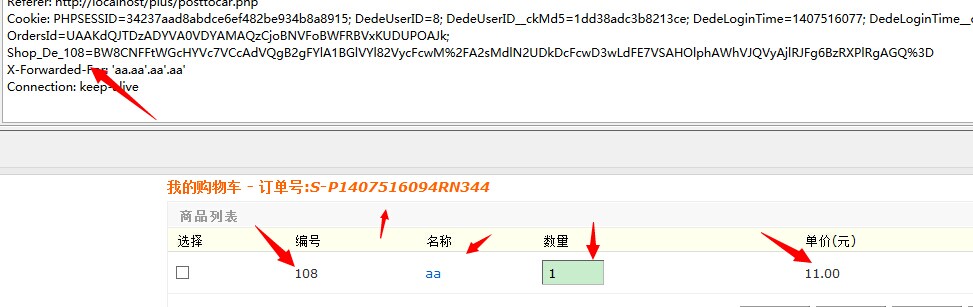 Referer: http://localhost/plus/posttocar.php
Cookie: PHPSESSID=34237aad8abdce6ef482be934b8a8915; DedeUserID=8; DedeUserID__ckMd5=1dd38adc3b8213ce; DedeLoginTime=1407516077; DedeLoginTime__c
OrdersId=UAAKdQJTDzADYVA0VDYAMAQzCjoBNVFoBWFRBVxKUDUPOAJk;
Shop_De_108=BW8CNFFtWGcHYVc7VCcAdVQgB2gFYlA1BGlVYl82VycFcwM%2FA2sMdlN2UDkDcFcwD3wLdFE7VSAHOlphAWhVJQVyAjlRJFg6BzRXPlRgAGQ%3D
X-Forwarded-For: 'aa.aa'.aa'.aa'
Connection: keep-alive
我的购物车 - 订单号:S-P1407516094RN344
商品列表
选择 编号 名称 数量 单价(元)
108 aa 1 11.00